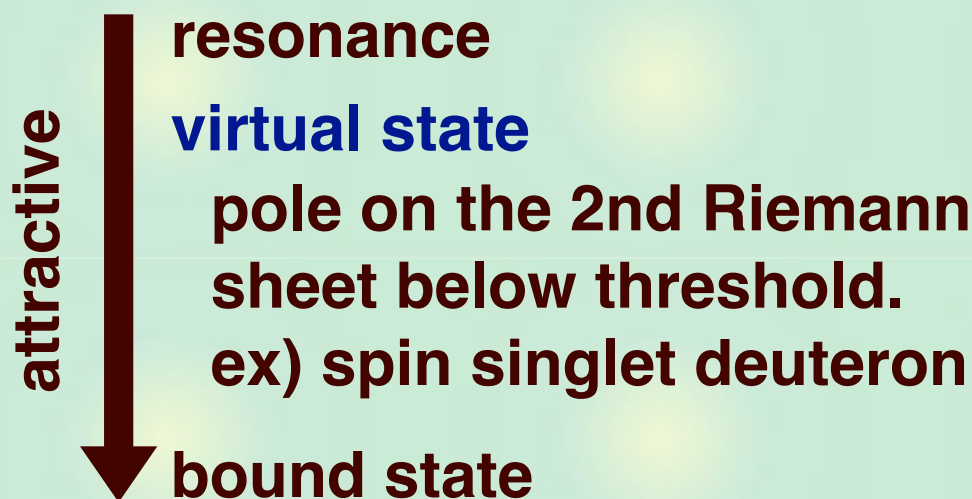 attractive
resonance
virtual state
pole on the 2nd Riemann
sheet below threshold.
ex) spin singlet deuteron
bound state